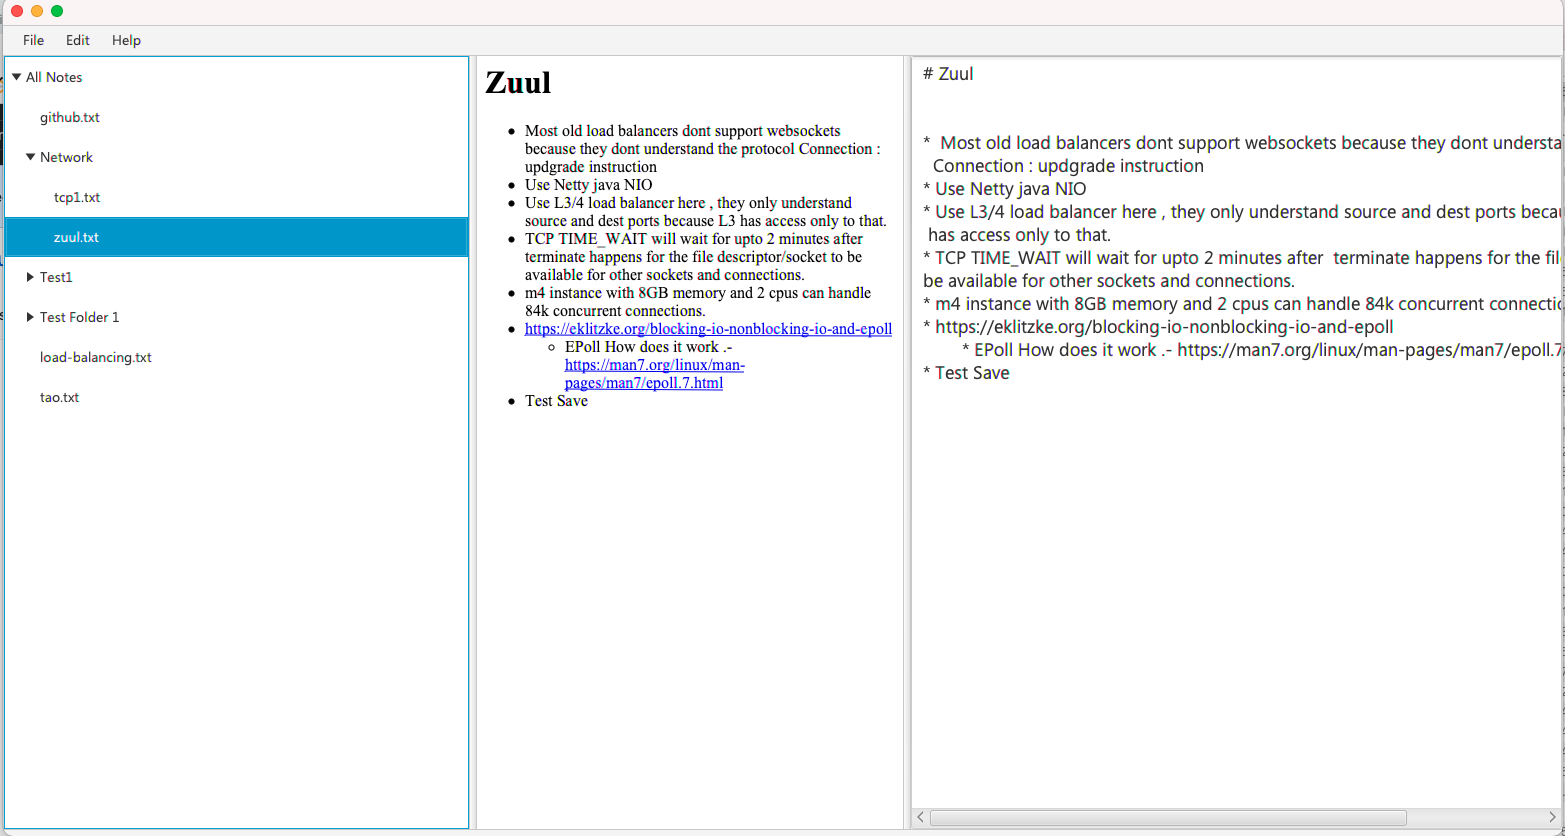 File Edit Help
All Notes
github.txt
Network
tcp1.txt
zuul.txt
Test1
Test Folder 1
load-balancing.txt
tao.txt
Zuul
Most old load balancers dont support websockets
because they dont understand the protocol Connection :
updgrade instruction
Use Netty java NIO
Use L3/4 load balancer here , they only understand
source and dest ports because L3 has access only to that.
TCP TIME_WAIT will wait for upto 2 minutes after
terminate happens for the file descriptor/socket to be
available for other sockets and connections.
m4 instance with 8GB memory and 2 cpus can handle
84k concurrent connections.
https://eklitzke.org/blocking-io-nonblocking-io-and-epoll
EPoll How does it work .-
https://man7.org/linux/man-
pages/man7/epoll.7.html
Test Save
# Zuul
* Most old load balancers dont support websockets because they dont understa
Connection : updgrade instruction
* Use Netty java NIO
* Use L3/4 load balancer here , they only understand source and dest ports becau
has access only to that.
* TCP TIME_WAIT will wait for upto 2 minutes after terminate happens for the fil
be available for other sockets and connections.
* m4 instance with 8GB memory and 2 cpus can handle 84k concurrent connectio
* https://eklitzke.org/blocking-io-nonblocking-io-and-epoll
* EPoll How does it work .- https://man7.org/linux/man-pages/man7/epoll.7
* Test Save